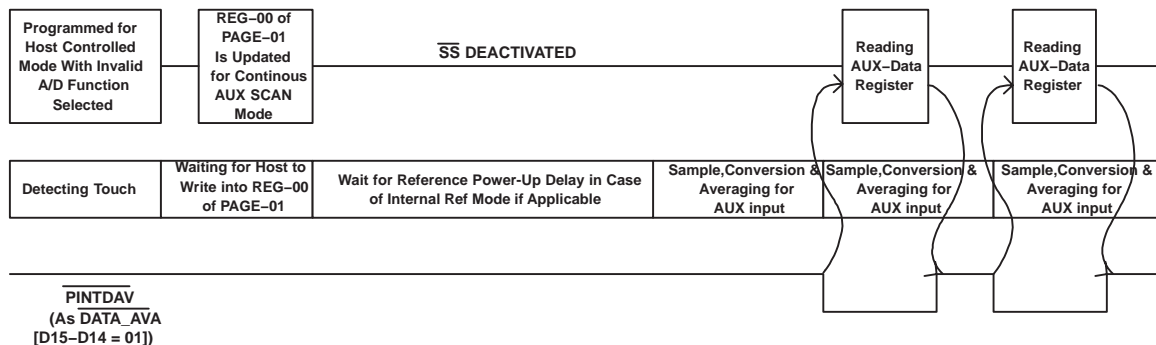 Programmed for
Host Controlled
Mode With Invalid
A/D Function
Selected
REG−00 of
PAGE−01
Is Updated
for Continous
AUX SCAN
Mode
SS DEACTIVATED
Reading
AUX−Data
Register
Reading
AUX−Data
Register
Detecting Touch
Waiting for Host to
Write into REG−00
of PAGE−01
Wait for Reference Power-Up Delay in Case
of Internal Ref Mode if Applicable
Sample,Conversion &
Averaging for
AUX input
Sample,Conversion &
Averaging for
AUX input
Sample,Conversion &
Averaging for
AUX input
PINTDAV
(As DATA_AVA
[D15−D14 = 01])